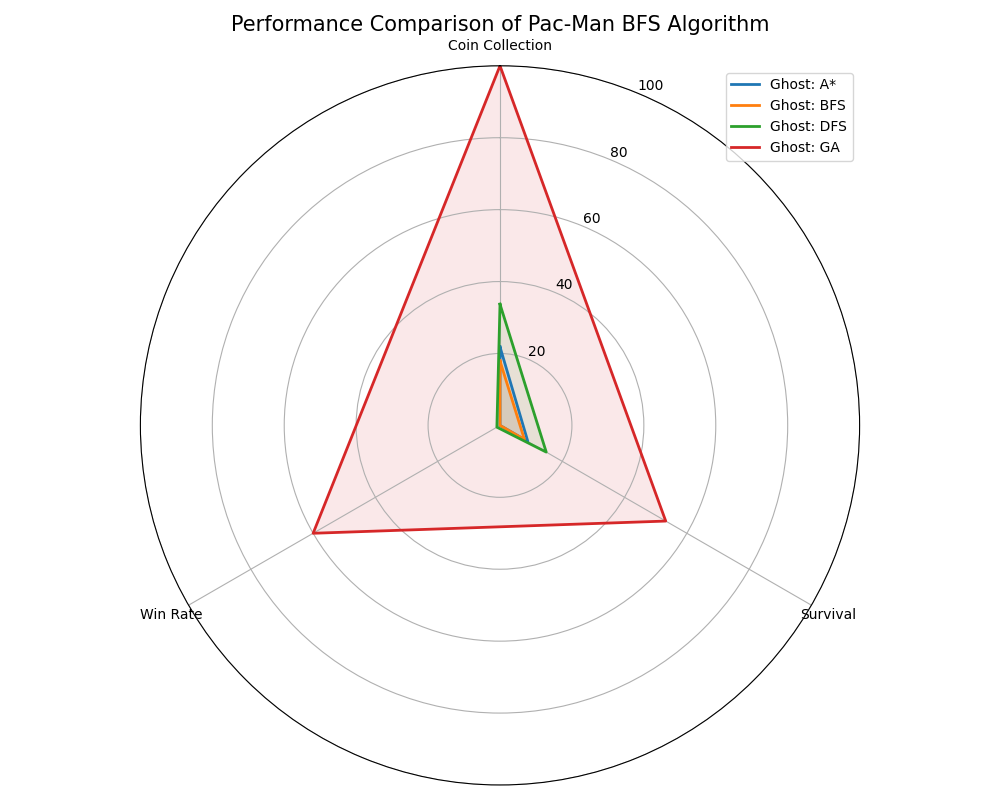 Performance Comparison of Pac-Man BFS Algorithm
Coin Collection
100
80
60
40
20
Ghost: A*
Ghost: BFS
Ghost: DFS
Ghost: GA
Win Rate
Survival